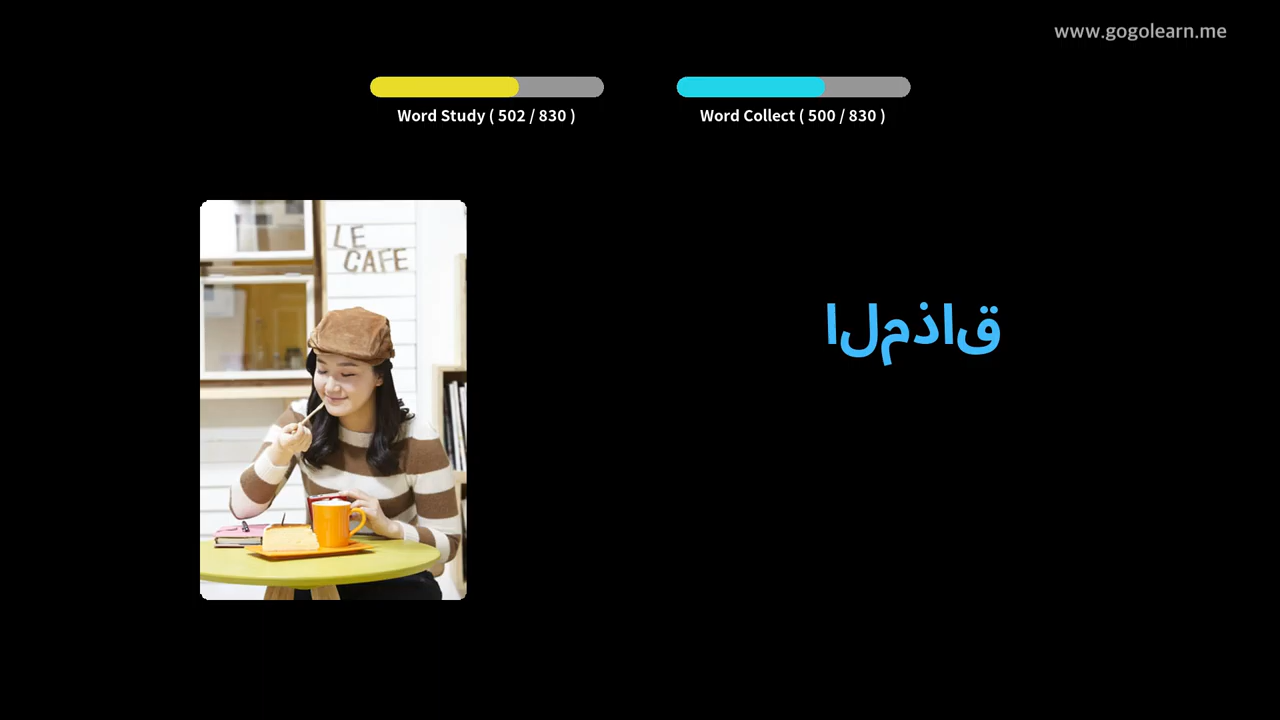 www.gogolearn.me
Word Study ( 502 / 830 )
Word Collect ( 500 / 830 )
LE
CAFE
المذاق